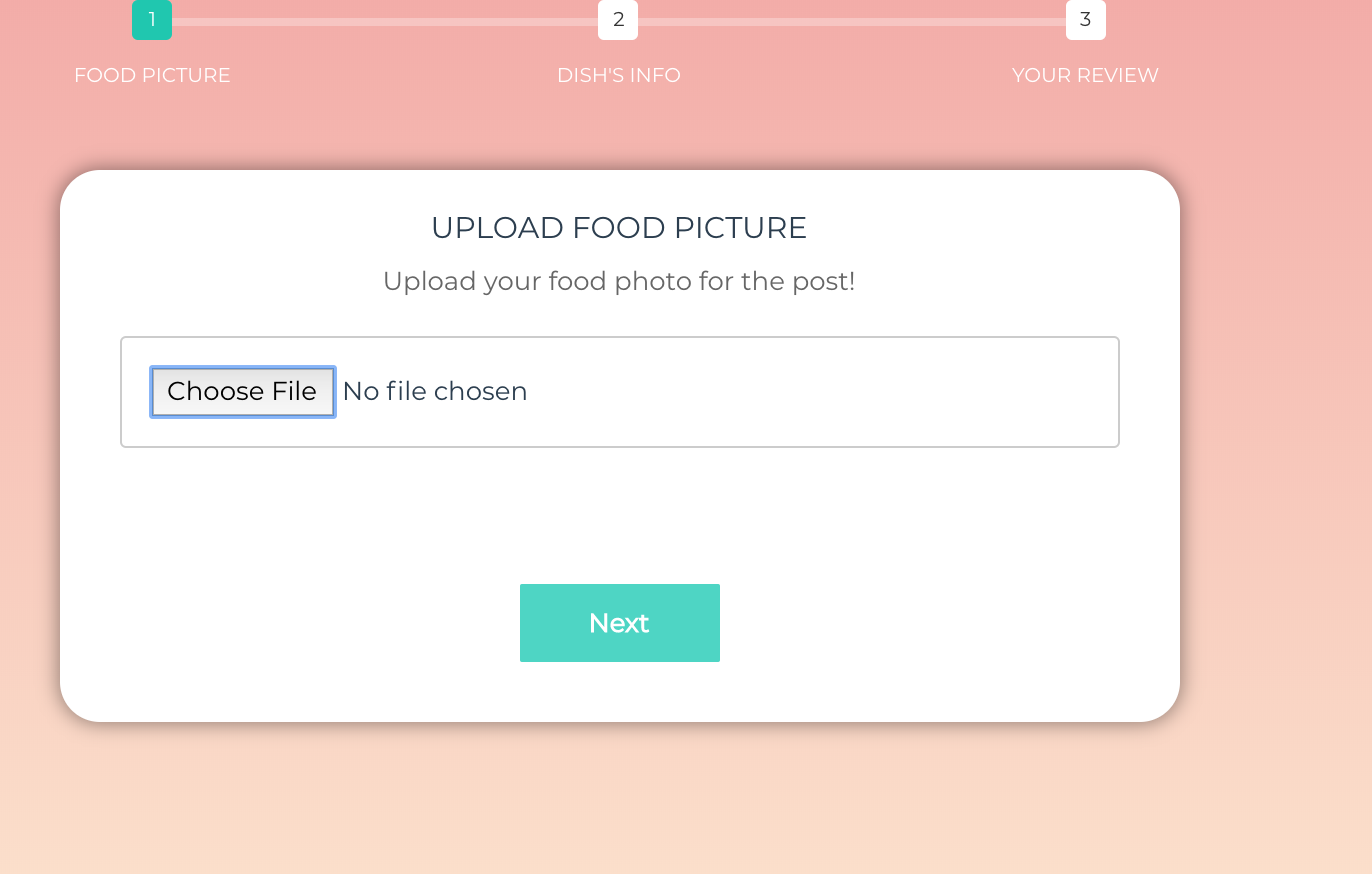 1
2
3
FOOD PICTURE
DISH'S INFO
YOUR REVIEW
UPLOAD FOOD PICTURE
Upload your food photo for the post!
Choose File No file chosen
Next